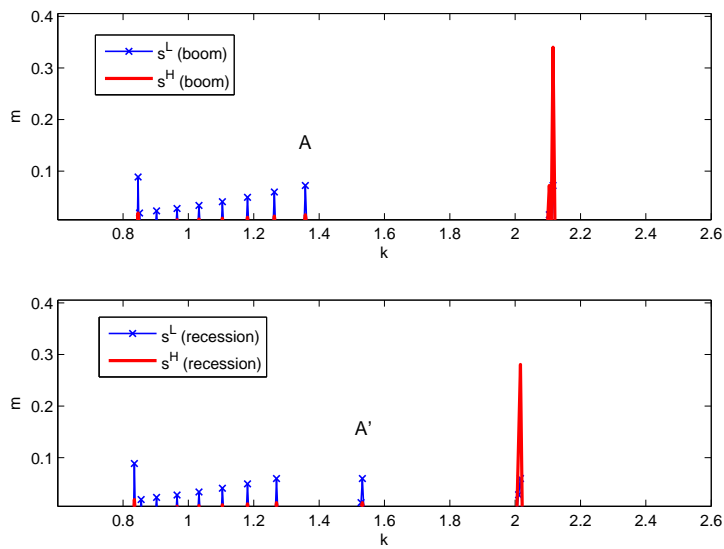 0.4
0.3
0.2
0.1
m
s^L (boom)
s^H (boom)
A
0.8 1 1.2 1.4 1.6 1.8 2 2.2 2.4 2.6
k
0.4
0.3
0.2
0.1
m
s^L (recession)
s^H (recession)
A'
0.8 1 1.2 1.4 1.6 1.8 2 2.2 2.4 2.6
k